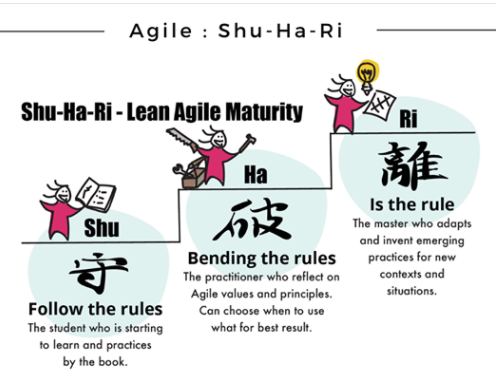 Agile : Shu-Ha-Ri
Shu-Ha-Ri - Lean Agile Maturity
Shu
守
Follow the rules
The student who is starting
to learn and practices
by the book.
Ha
破
Bending the rules
The practitioner who reflect on
Agile values and principles.
Can choose when to use
what for best result.
Ri
離
Is the rule
The master who adapts
and invent emerging
practices for new
contexts and
situations.